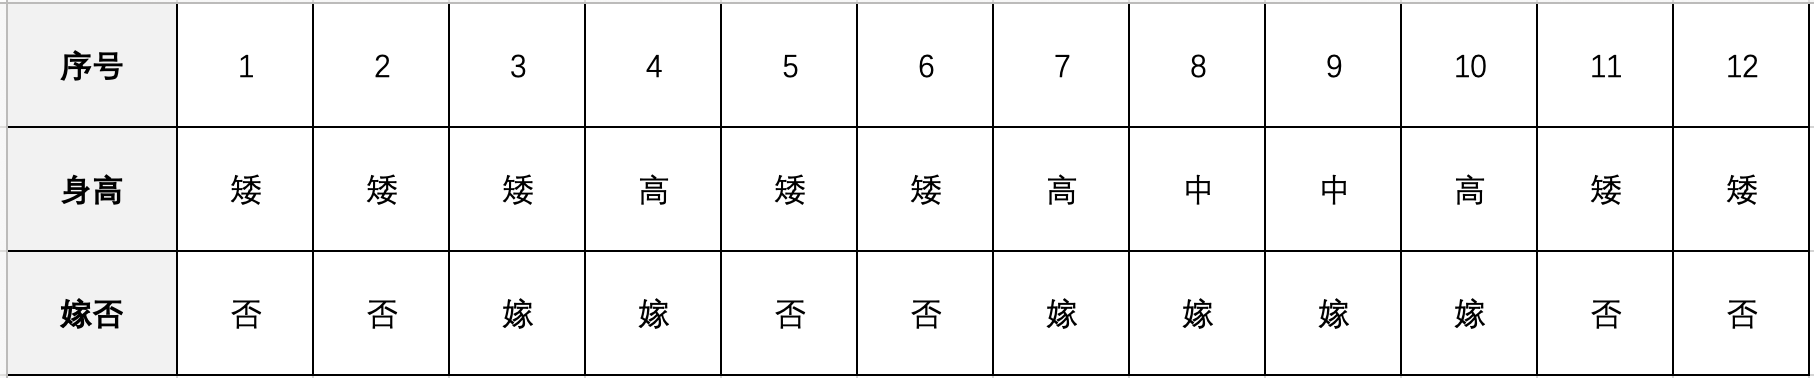 序号 1 2 3 4 5 6 7 8 9 10 11 12
身高 矮 矮 矮 高 矮 矮 高 中 中 高 矮 矮
嫁否 否 否 嫁 嫁 否 否 嫁 嫁 嫁 嫁 否 否